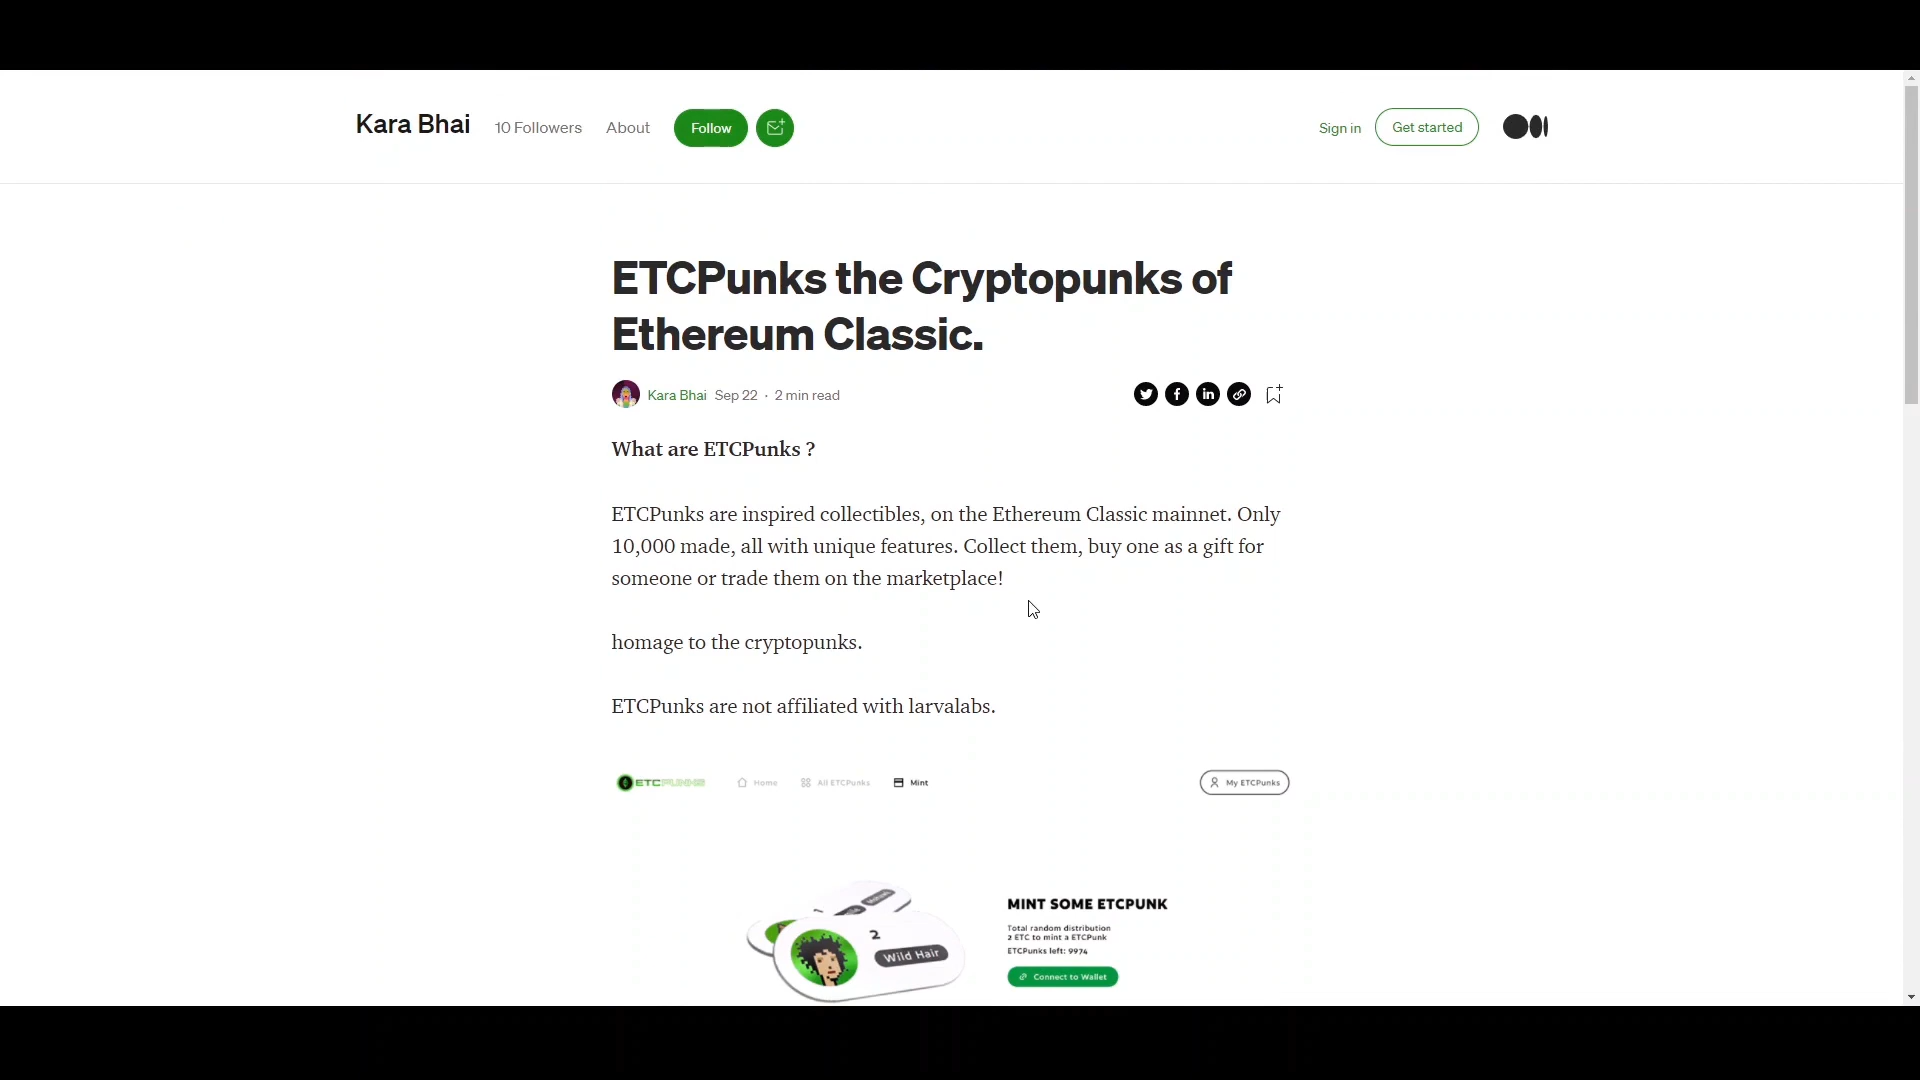 Kara Bhai 10 Followers About Follow Sign in Get started
ETCPunks the Cryptopunks of
Ethereum Classic.
Kara Bhai Sep 22 · 2 min read
What are ETCPunks ?
ETCPunks are inspired collectibles, on the Ethereum Classic mainnet. Only
10,000 made, all with unique features. Collect them, buy one as a gift for
someone or trade them on the marketplace!
homage to the cryptopunks.
ETCPunks are not affiliated with larvalabs.
ETCPUNKS Home All ETCPunks Mint My ETCPunks
MINT SOME ETCPUNK
Total random distribution
2 ETC to mint a ETCPunk
ETCPunks left: 9974
Connect to Wallet
2
Wild Hair